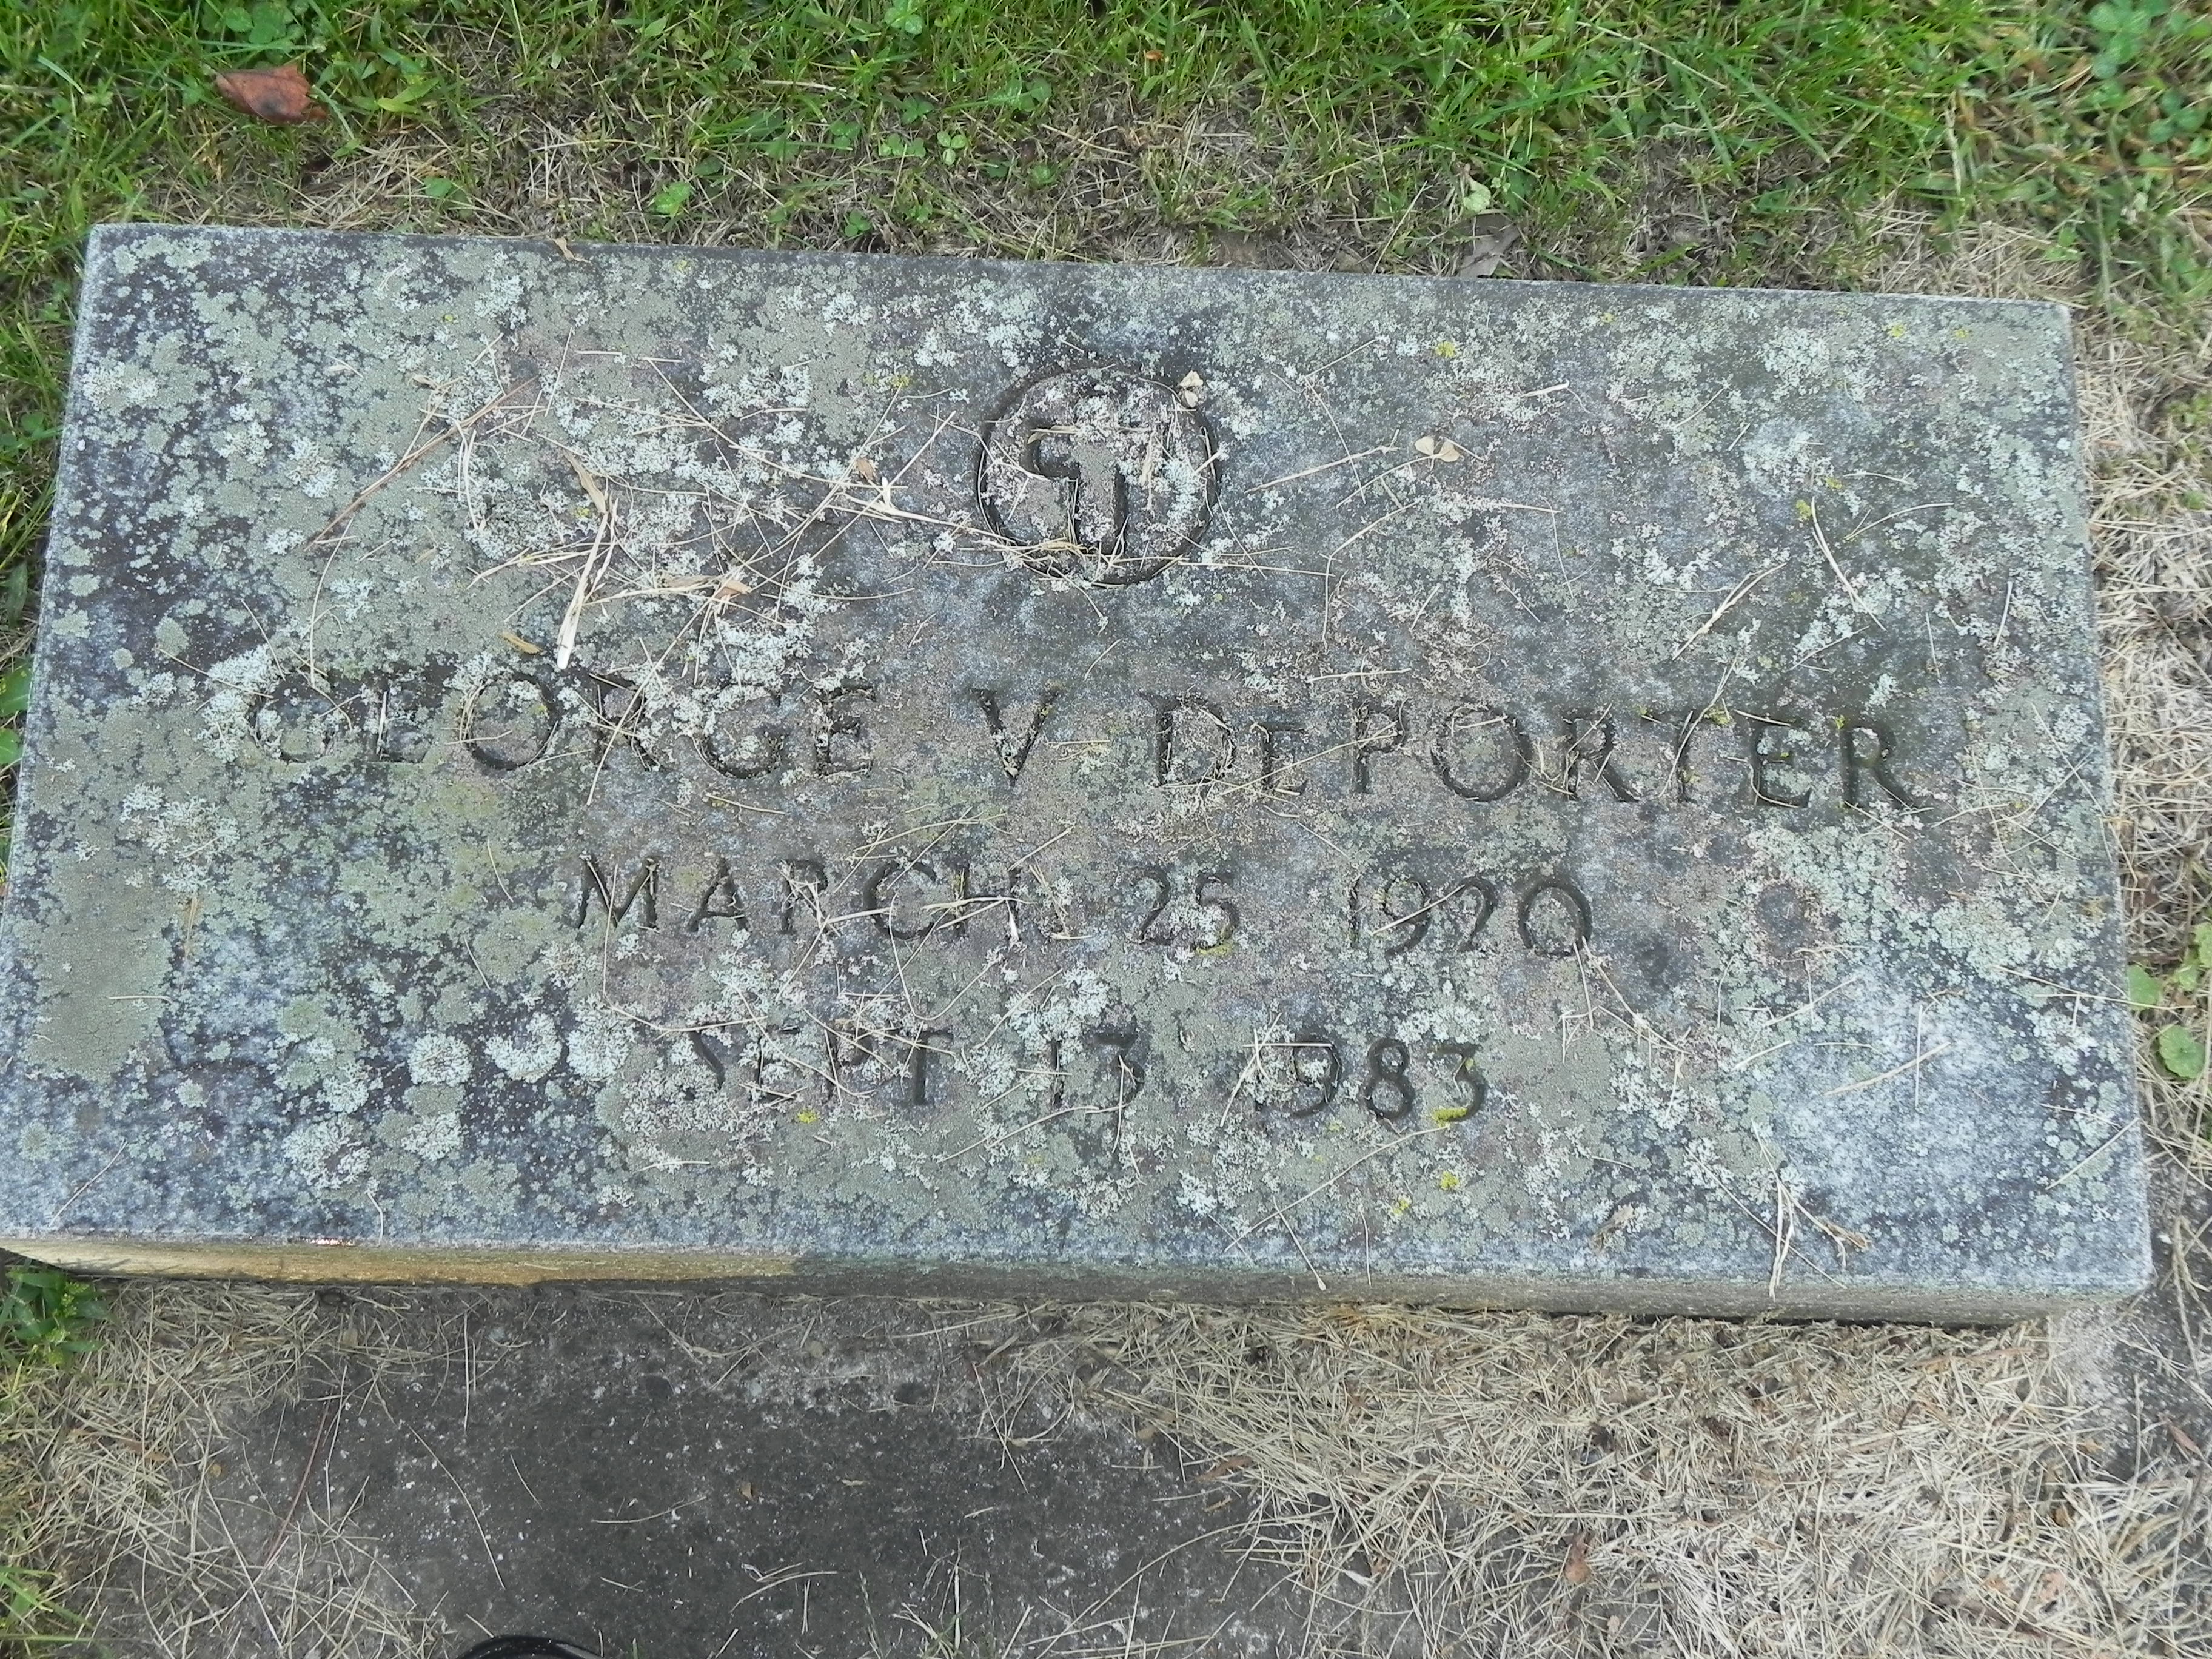 GEORGE V DEPORTER
MARCH 25 1920
SEPT 13 1983